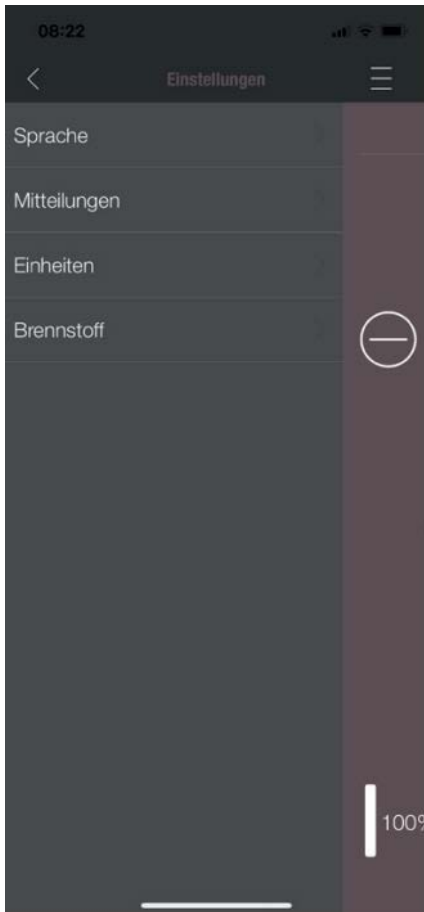 08:22
Einstellungen
Sprache
Mitteilungen
Einheiten
Brennstoff
100%